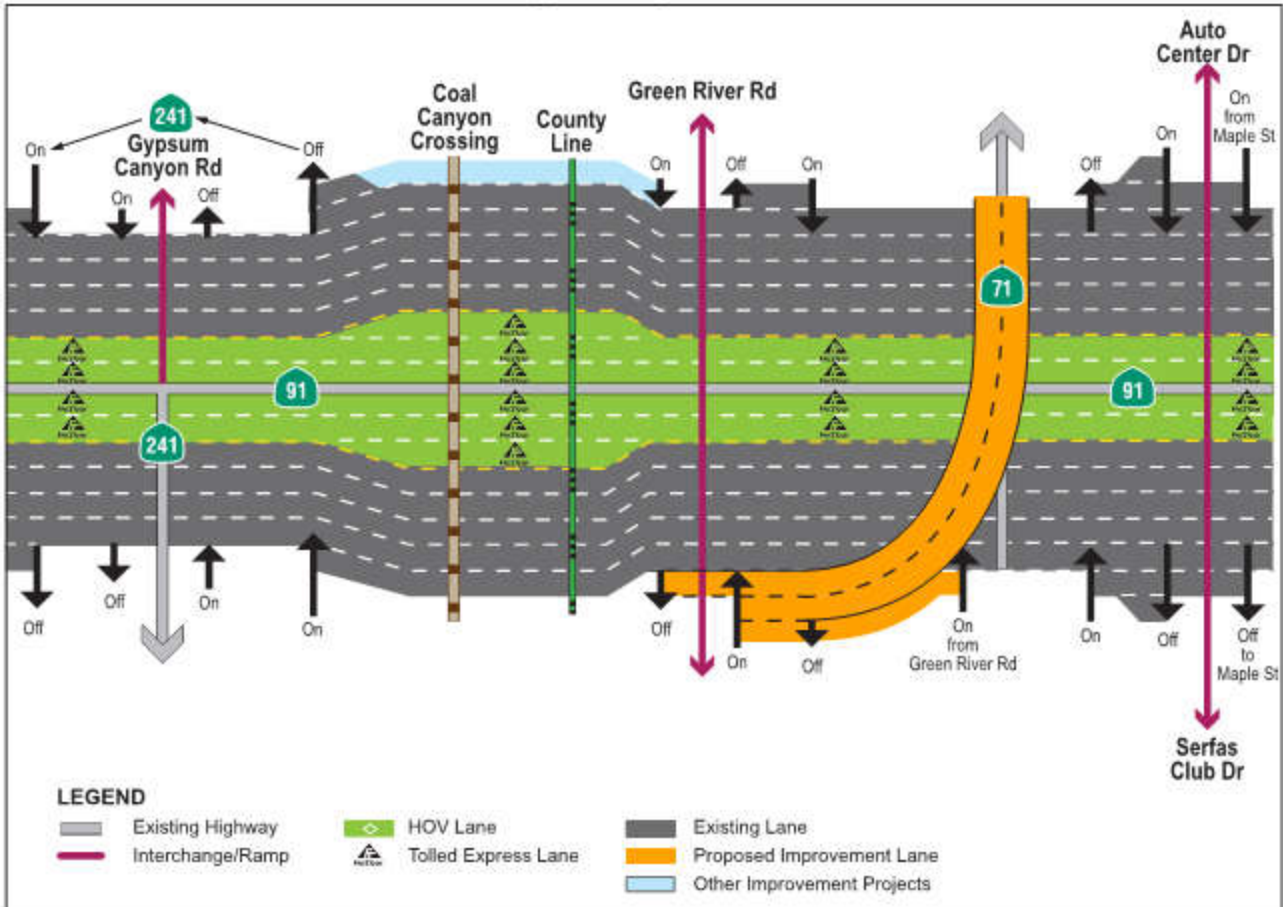 Auto
Center Dr
241
Gypsum
Canyon Rd
On
Off
On
Off
Coal
Canyon
Crossing
County
Line
Green River Rd
On
Off
On
Off
On
On
from
Maple St
71
91
91
241
Off
Off
On
On
Off
On
Off
On
from
Green River Rd
On
Off
Off
to
Maple St
Serfas
Club Dr
LEGEND
Existing Highway
Interchange/Ramp
HOV Lane
Tolled Express Lane
Existing Lane
Proposed Improvement Lane
Other Improvement Projects